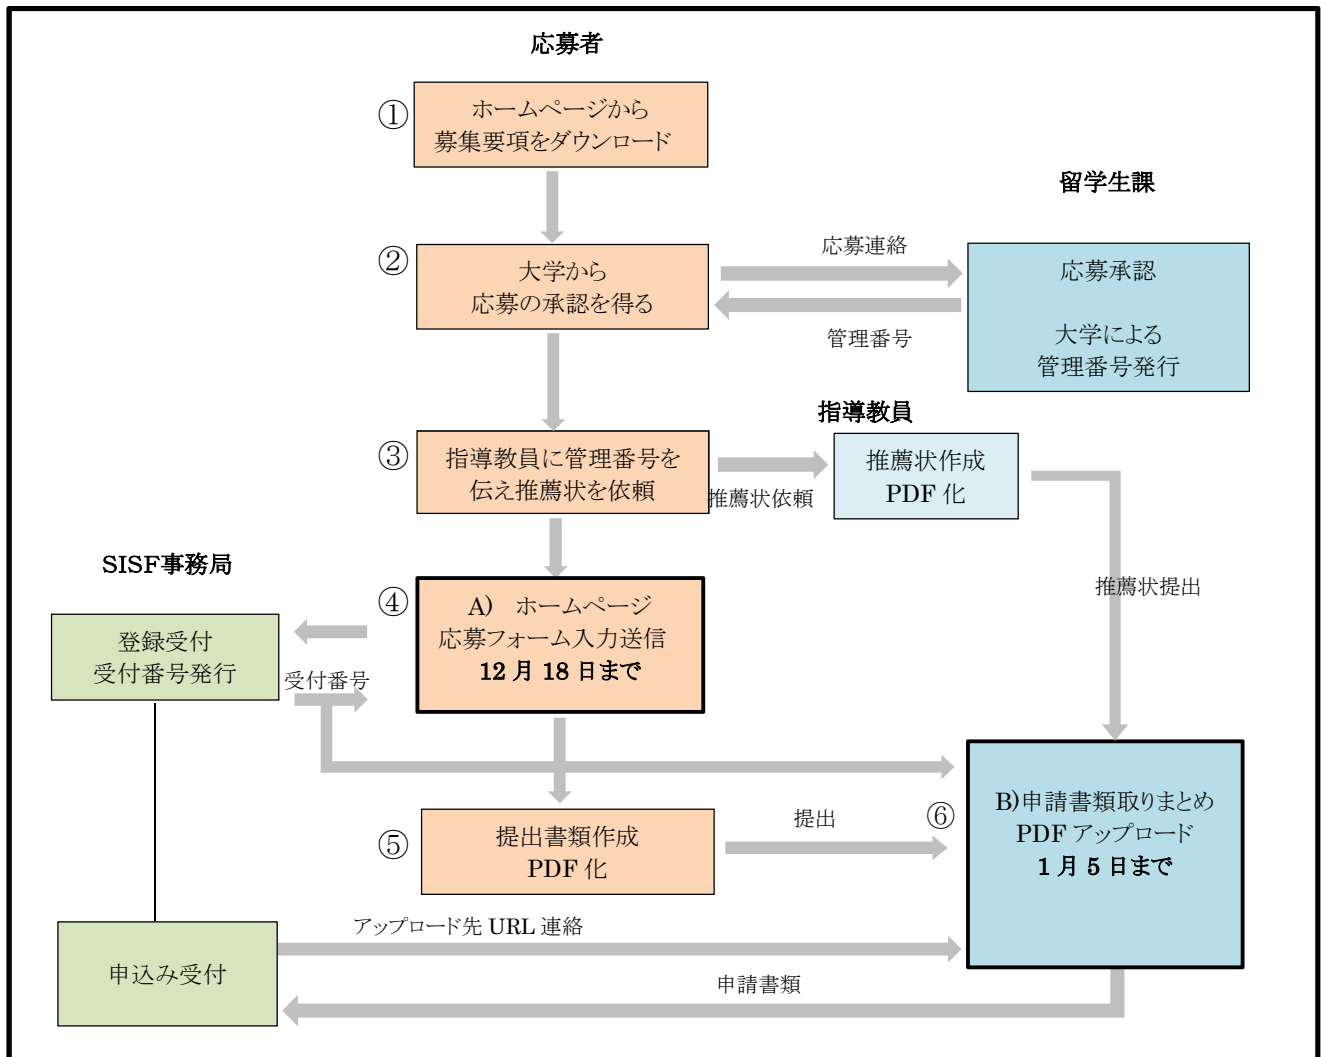 応募者
①
ホームページから
募集要項をダウンロード
留学生課
②
大学から
応募の承認を得る
応募連絡
管理番号
応募承認
大学による
管理番号発行
指導教員
③
指導教員に管理番号を
伝え推薦状を依頼
推薦状依頼
推薦状作成
PDF 化
推薦状提出
SISF事務局
④
A) ホームページ
応募フォーム入力送信
12 月 18 日まで
登録受付
受付番号発行
受付番号
⑤
提出書類作成
PDF 化
提出
⑥
B)申請書類取りまとめ
PDF アップロード
1 月 5 日まで
アップロード先 URL 連絡
申込み受付
申請書類